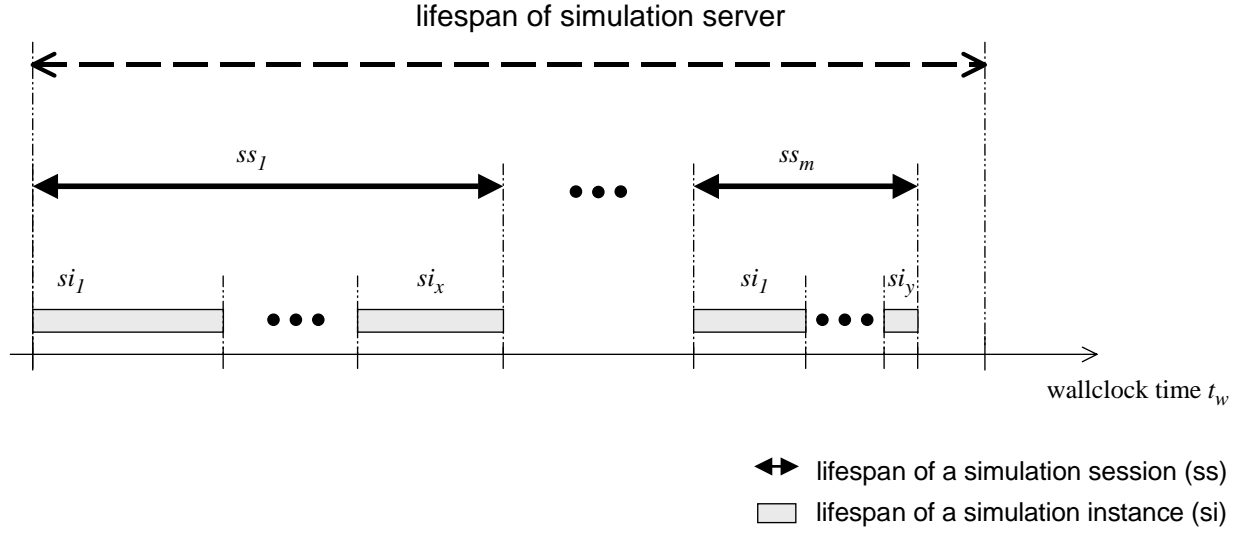 lifespan of simulation server
ss1 ssm
si1 six si1 siy
wallclock time tw
lifespan of a simulation session (ss)
lifespan of a simulation instance (si)